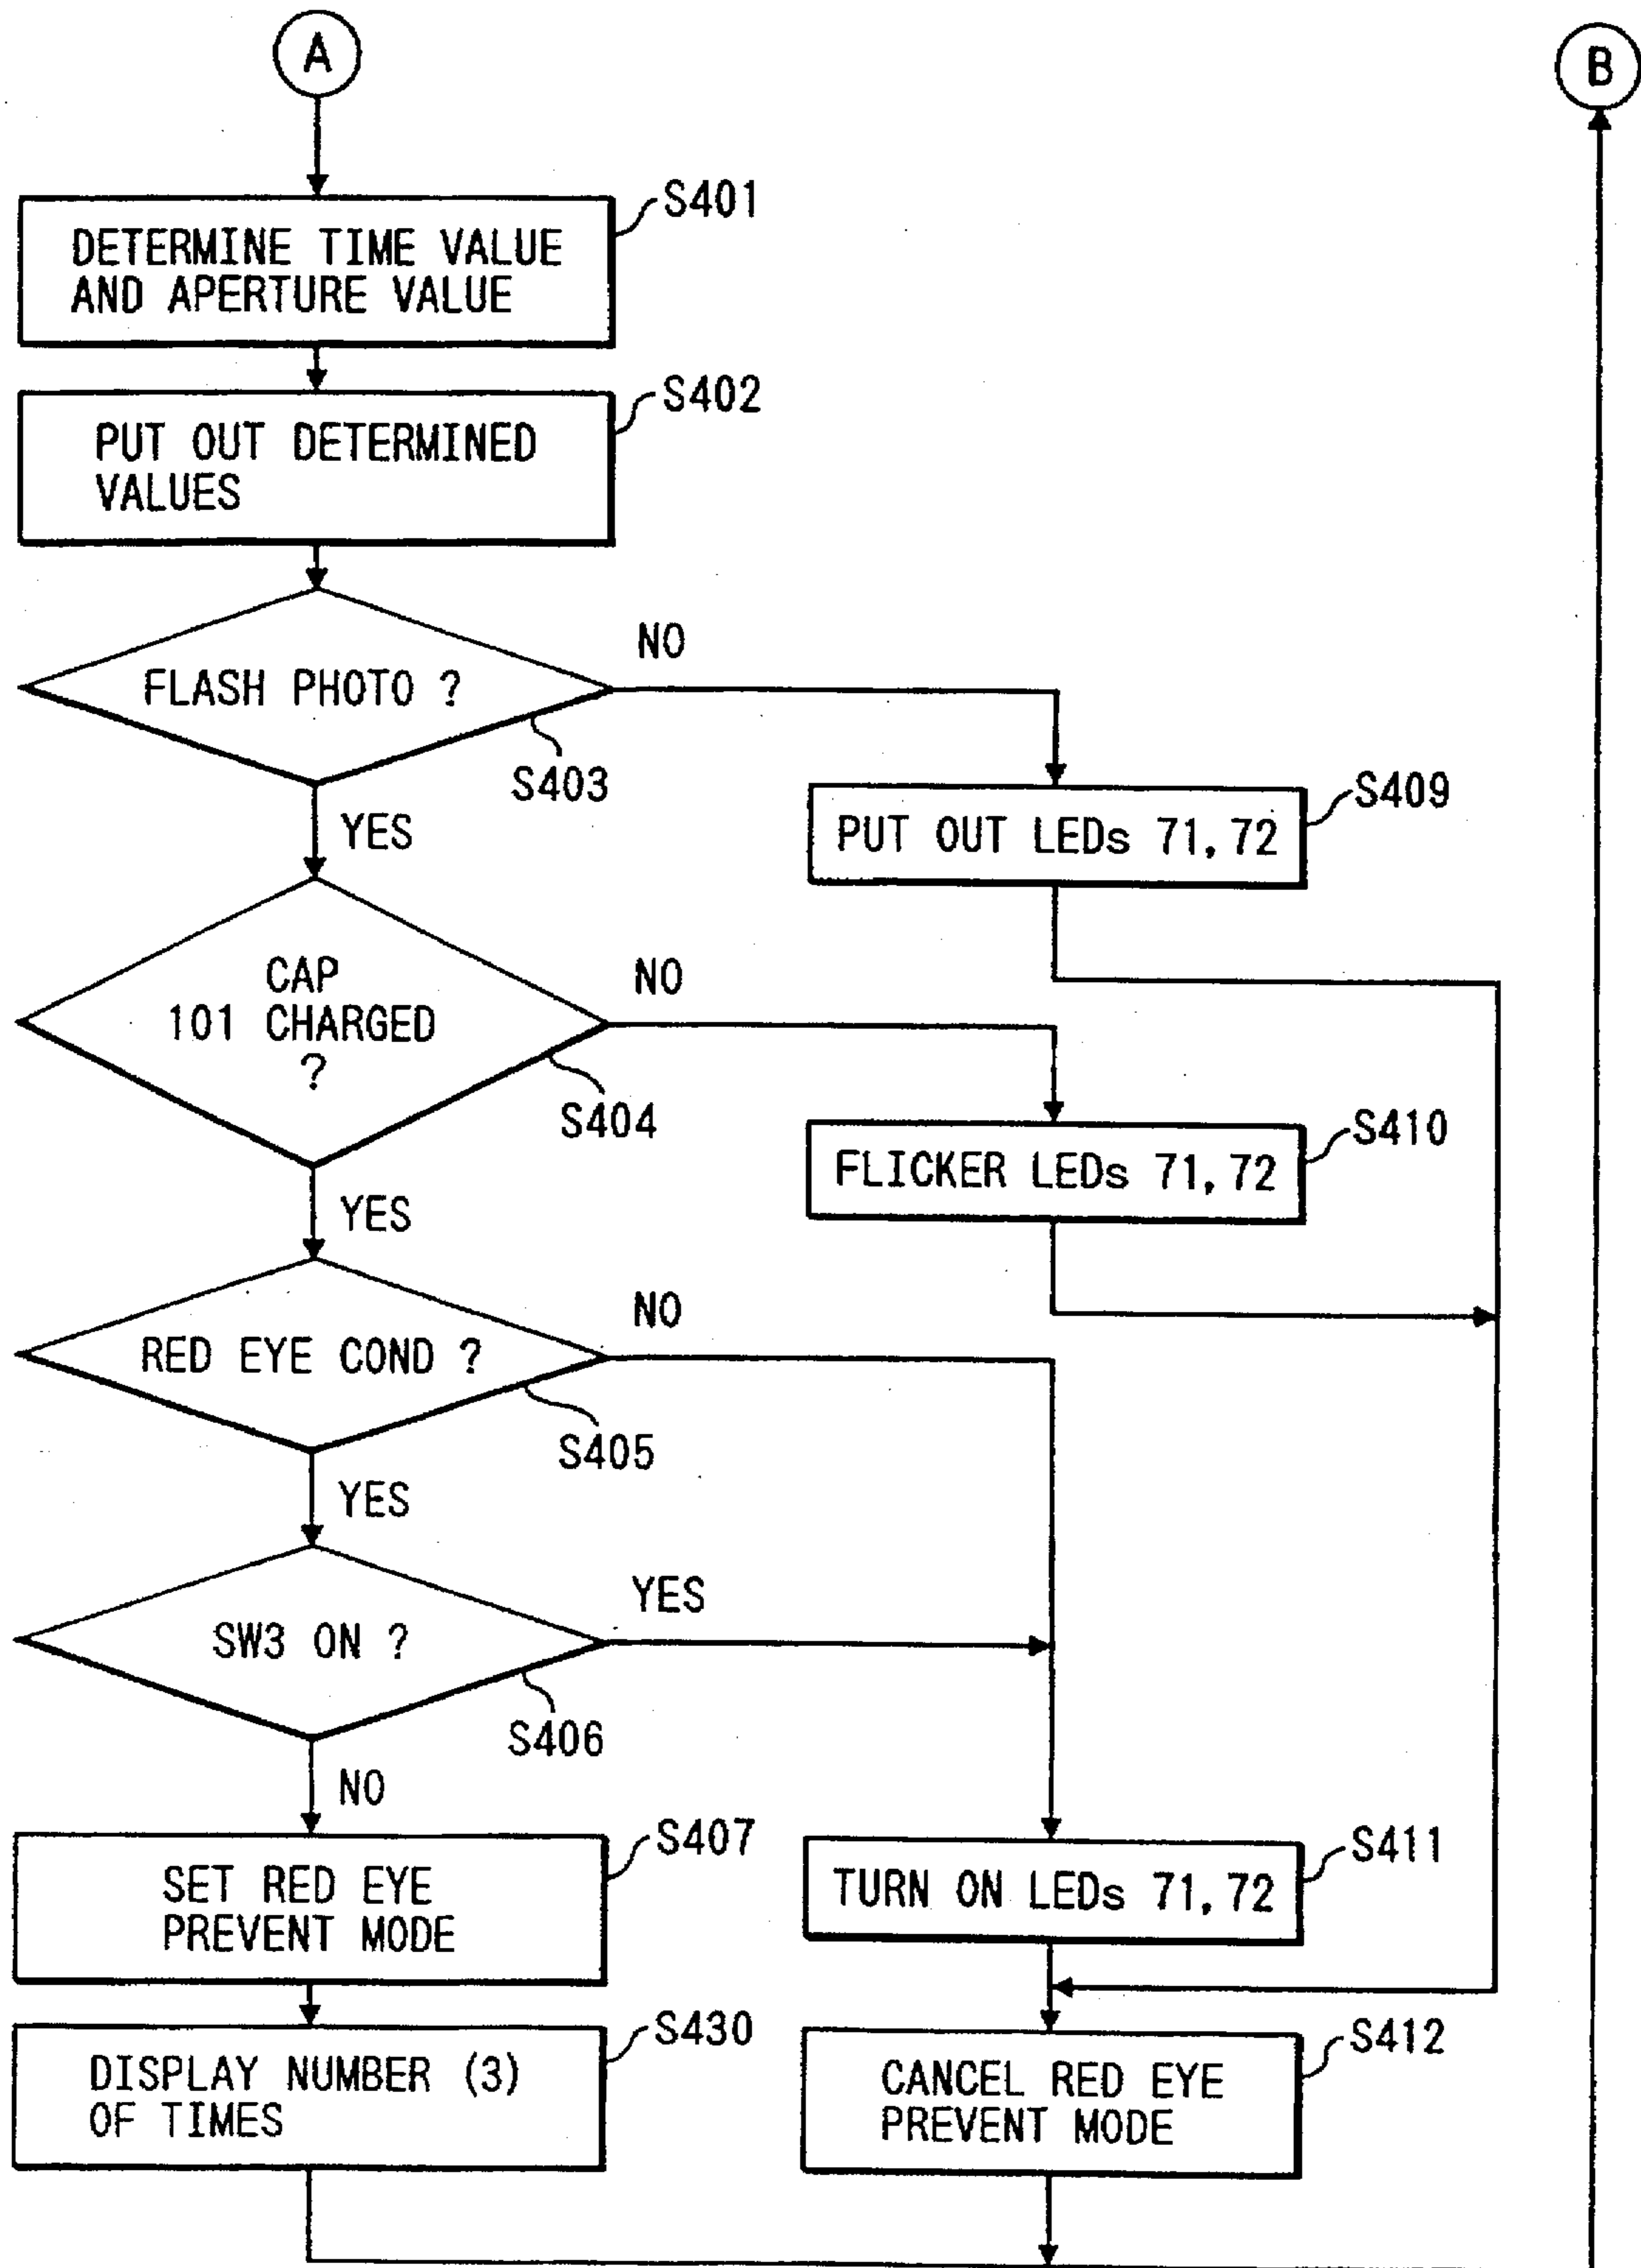 A
B
S401
DETERMINE TIME VALUE
AND APERTURE VALUE
S402
PUT OUT DETERMINED
VALUES
FLASH PHOTO ?
NO
S403
YES
S409
PUT OUT LEDs 71, 72
CAP
101 CHARGED
?
NO
S404
YES
S410
FLICKER LEDs 71, 72
RED EYE COND ?
NO
S405
YES
SW3 ON ?
YES
S406
NO
S407
SET RED EYE
PREVENT MODE
S411
TURN ON LEDs 71, 72
S430
DISPLAY NUMBER (3)
OF TIMES
S412
CANCEL RED EYE
PREVENT MODE